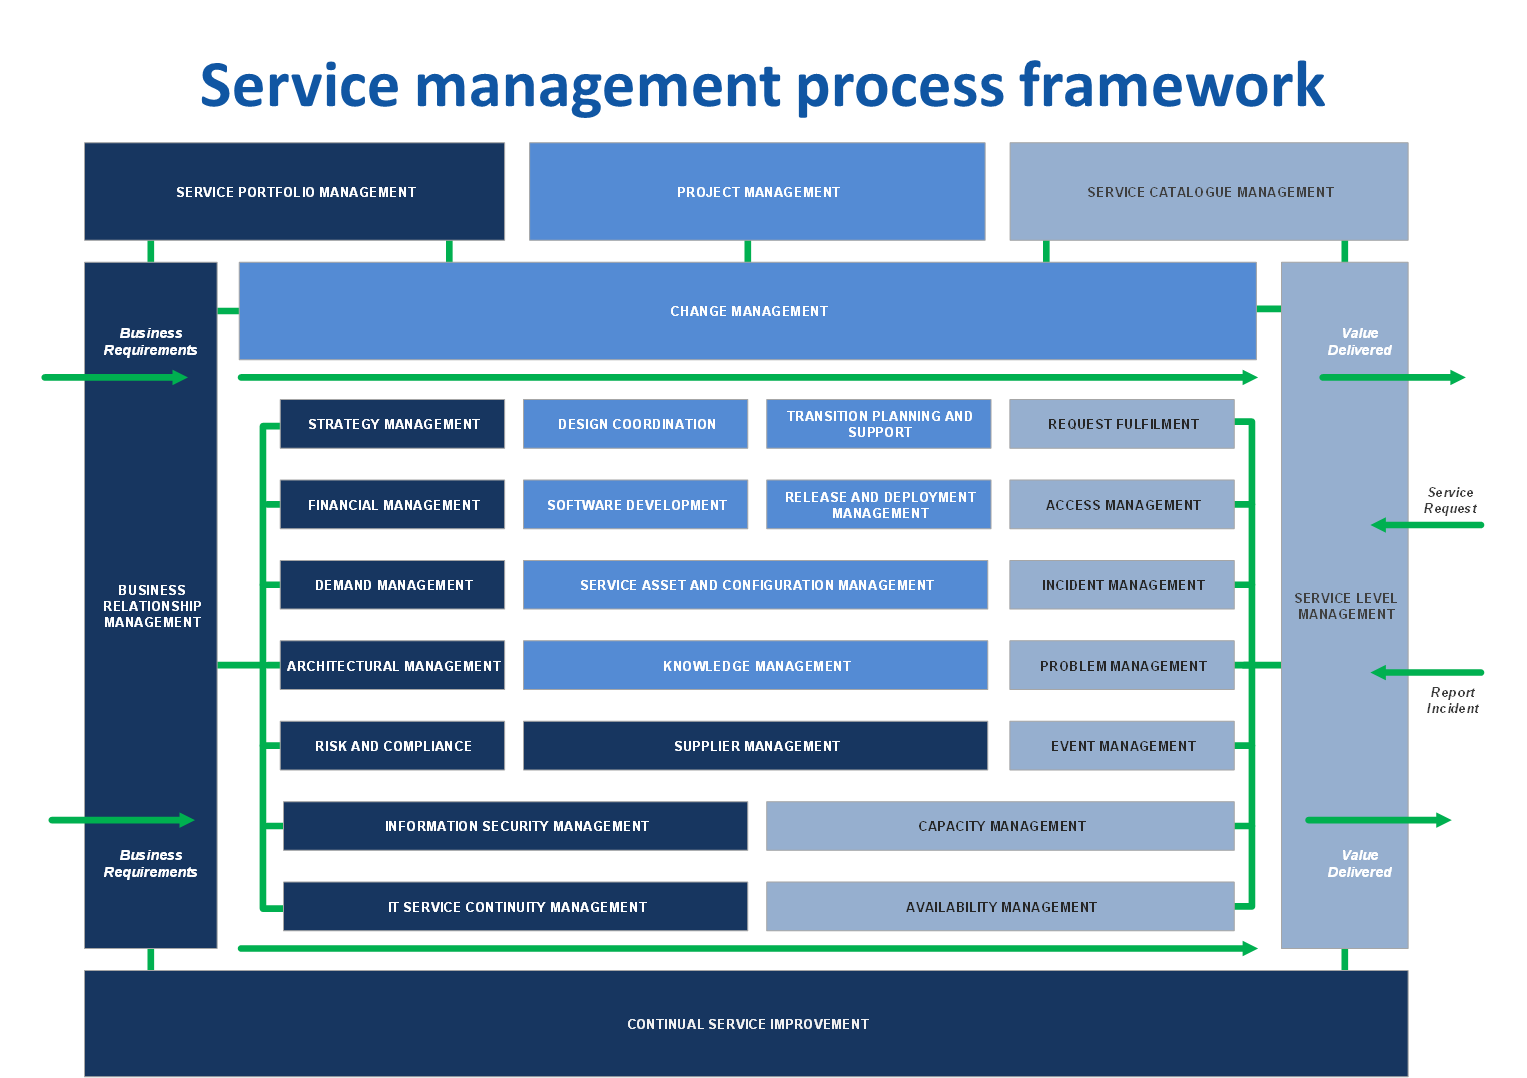 Service management process framework
SERVICE PORTFOLIO MANAGEMENT
PROJECT MANAGEMENT
SERVICE CATALOGUE MANAGEMENT
CHANGE MANAGEMENT
Business
Requirements
Value
Delivered
STRATEGY MANAGEMENT
DESIGN COORDINATION
TRANSITION PLANNING AND
SUPPORT
REQUEST FULFILMENT
FINANCIAL MANAGEMENT
SOFTWARE DEVELOPMENT
RELEASE AND DEPLOYMENT
MANAGEMENT
ACCESS MANAGEMENT
Service
Request
DEMAND MANAGEMENT
SERVICE ASSET AND CONFIGURATION MANAGEMENT
INCIDENT MANAGEMENT
BUSINESS
RELATIONSHIP
MANAGEMENT
SERVICE LEVEL
MANAGEMENT
ARCHITECTURAL MANAGEMENT
KNOWLEDGE MANAGEMENT
PROBLEM MANAGEMENT
Report
Incident
RISK AND COMPLIANCE
SUPPLIER MANAGEMENT
EVENT MANAGEMENT
INFORMATION SECURITY MANAGEMENT
CAPACITY MANAGEMENT
Business
Requirements
Value
Delivered
IT SERVICE CONTINUITY MANAGEMENT
AVAILABILITY MANAGEMENT
CONTINUAL SERVICE IMPROVEMENT